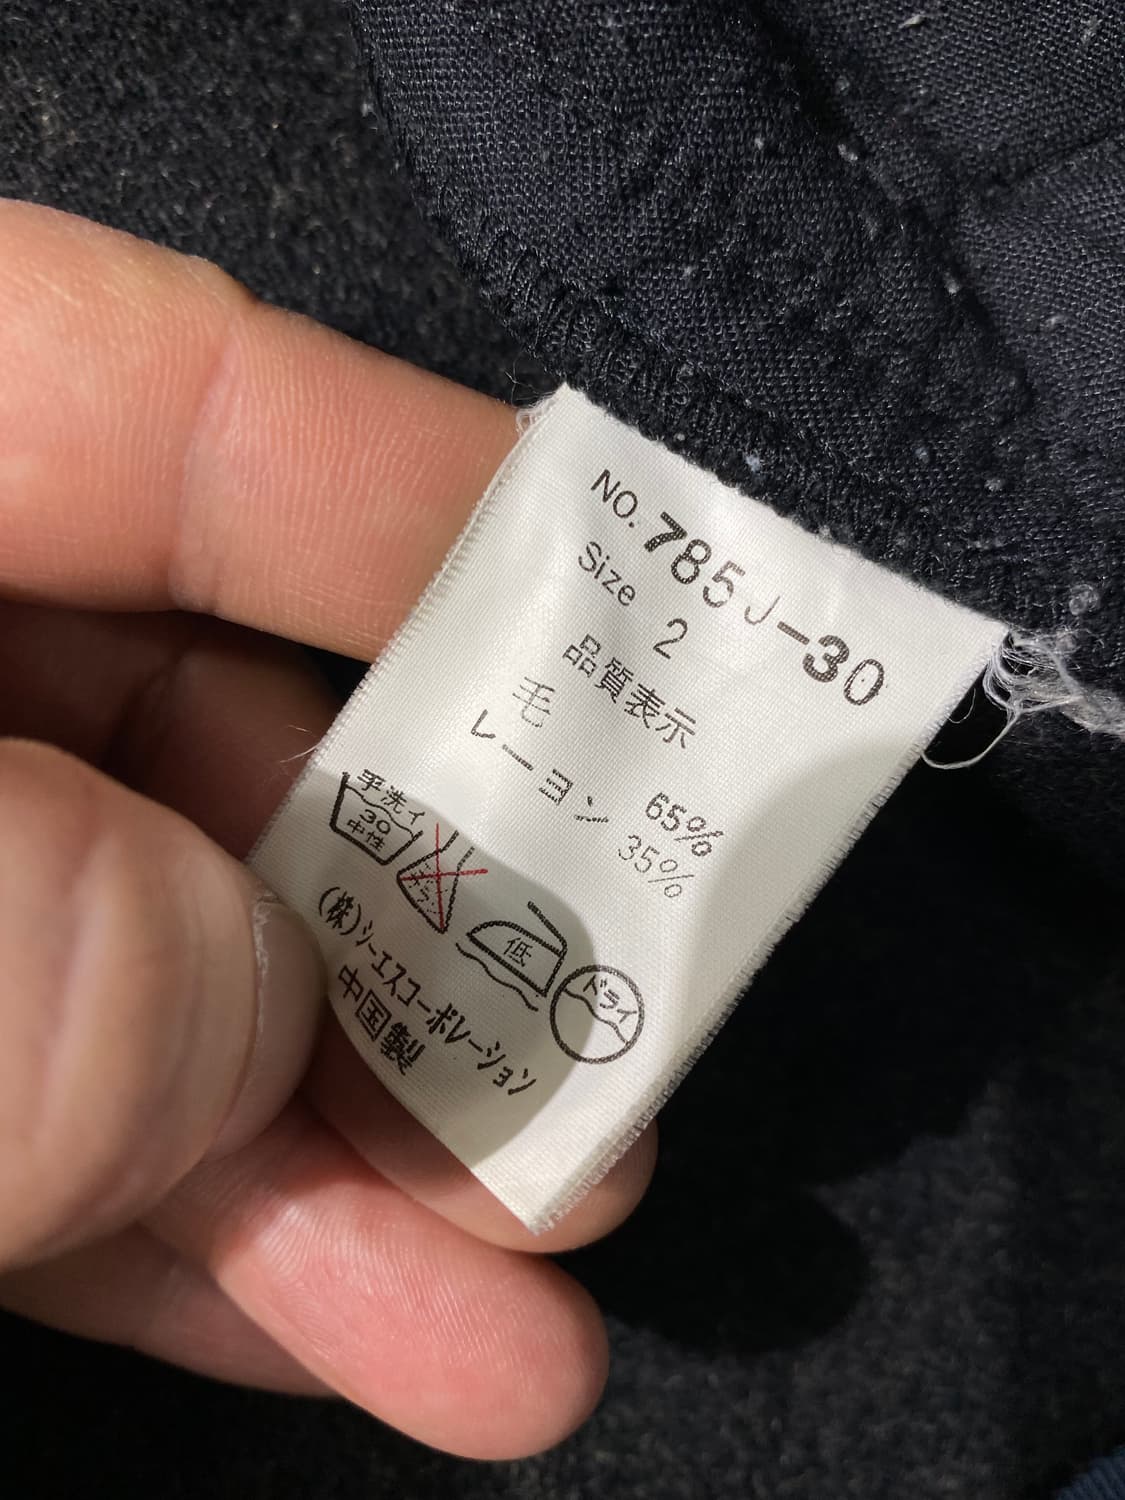 NO. 785J-30
Size 2
品質表示
毛 65%
レーヨン 35%
手洗イ
30
中性
低
ドライ
(株)シーエスコーポレーション
中国製